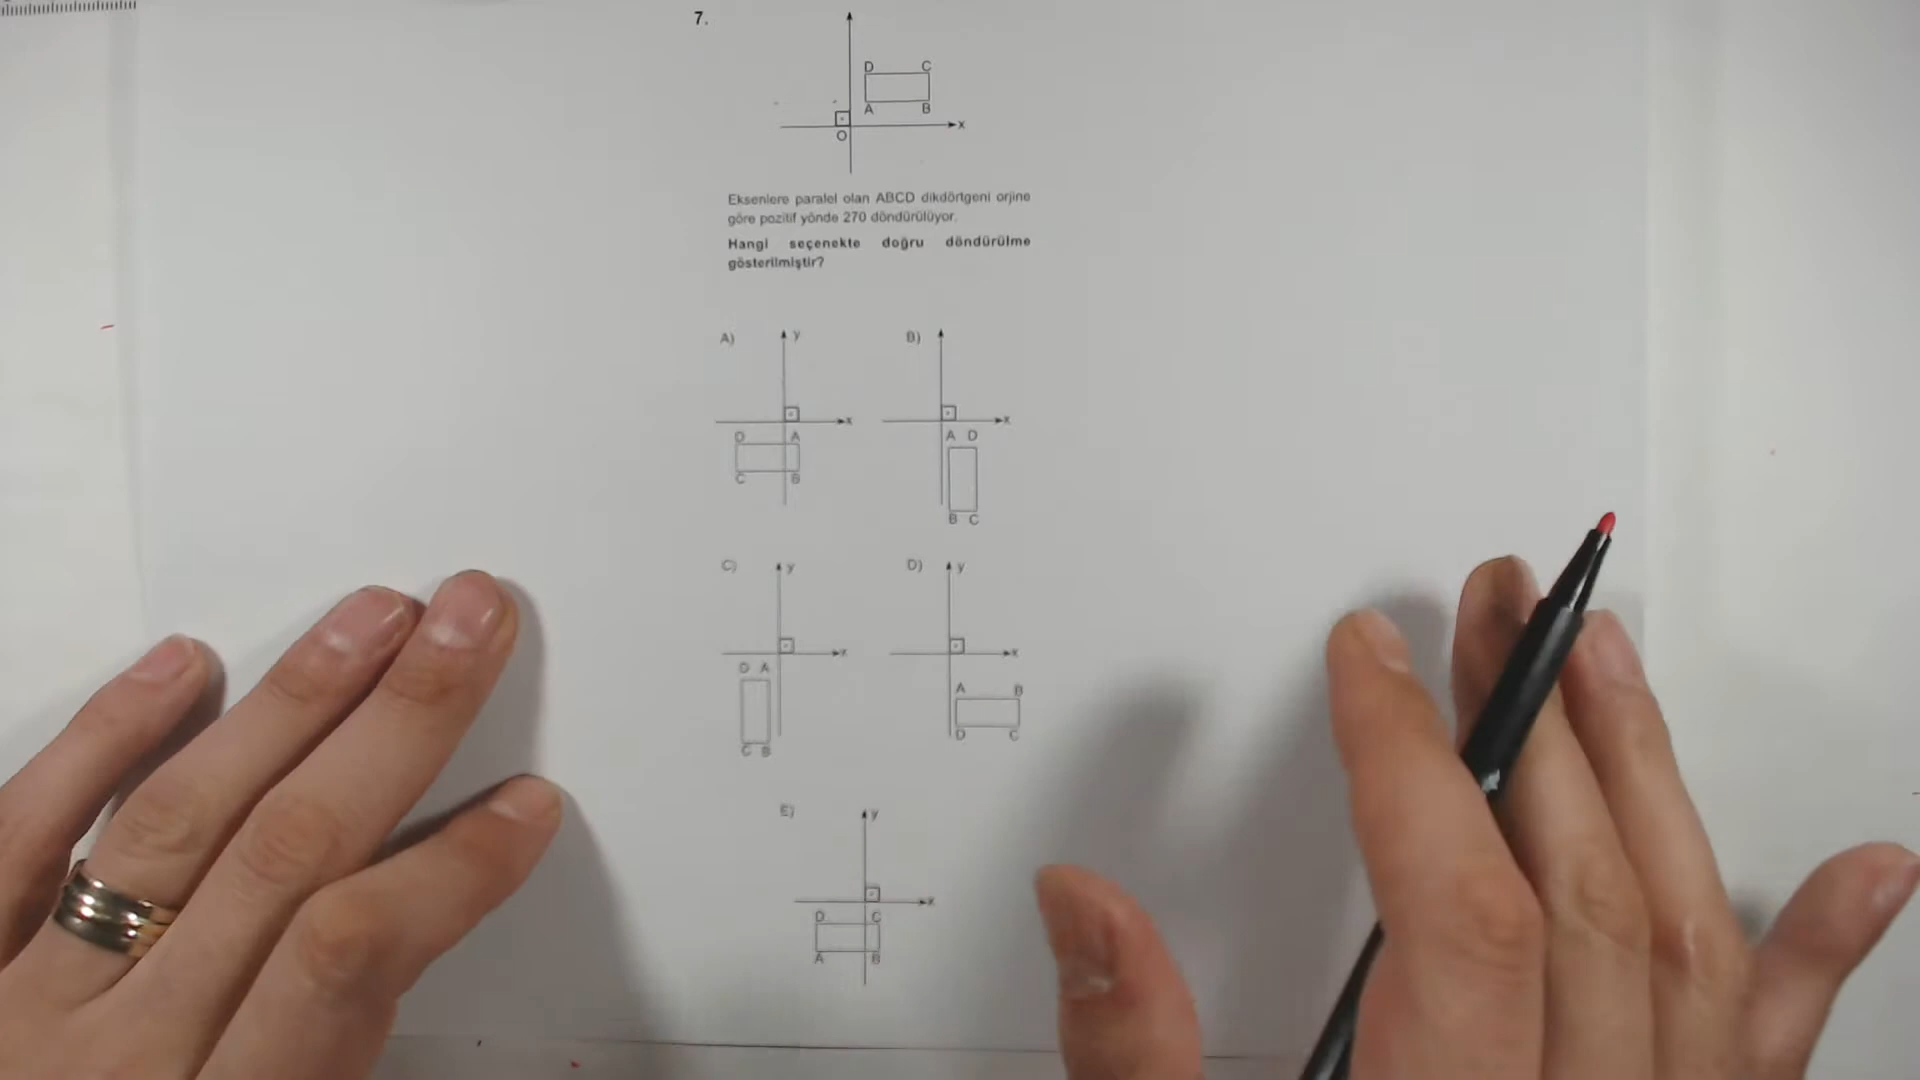 7.
D C
A B
x
O
Eksenlere paralel olan ABCD dikdörtgeni orjine
göre pozitif yönde 270 döndürülüyor.
Hangi seçenekte doğru döndürülme
gösterilmiştir?
A) y
x
D A
C B
B)
x
A D
B C
C) y
x
D A
C B
D) y
x
A B
D C
E) y
x
D C
A B